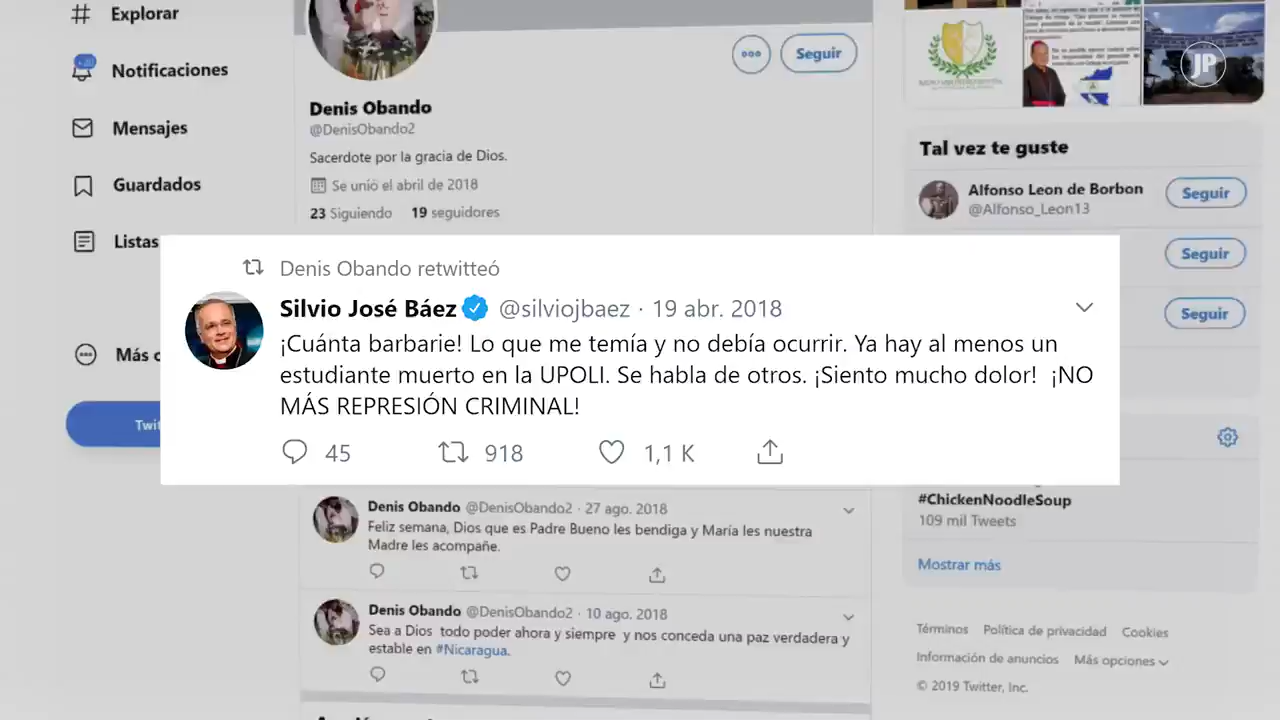 Explorar
+20
Notificaciones
Mensajes
Guardados
Listas
Más o
Twi
Seguir
Denis Obando
@DenisObando2
Sacerdote por la gracia de Dios.
Se unió el abril de 2018
23 Siguiendo 19 seguidores
JP
Tal vez te guste
Alfonso Leon de Borbon
@Alfonso_Leon13
Seguir
Seguir
Seguir
Denis Obando retwitteó
Silvio José Báez @silviojbaez · 19 abr. 2018
¡Cuánta barbarie! Lo que me temía y no debía ocurrir. Ya hay al menos un
estudiante muerto en la UPOLI. Se habla de otros. ¡Siento mucho dolor! ¡NO
MÁS REPRESIÓN CRIMINAL!
45 918 1,1 K
Denis Obando @DenisObando2 · 27 ago. 2018
Feliz semana, Dios que es Padre Bueno les bendiga y María les nuestra
Madre les acompañe.
Denis Obando @DenisObando2 · 10 ago. 2018
Sea a Dios todo poder ahora y siempre y nos conceda una paz verdadera y
estable en #Nicaragua.
#ChickenNoodleSoup
109 mil Tweets
Mostrar más
Términos Política de privacidad Cookies
Información de anuncios Más opciones
© 2019 Twitter, Inc.